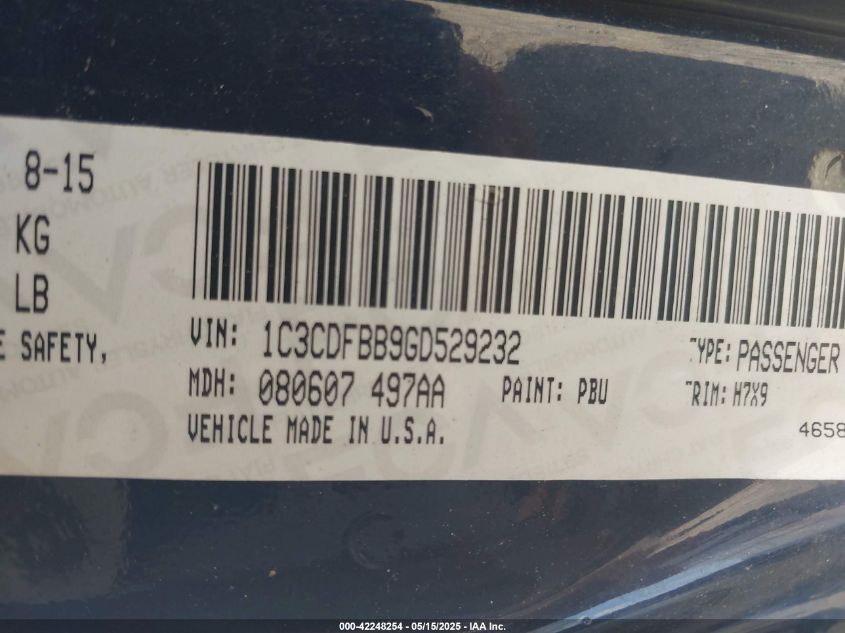 8-15
KG
LB
E SAFETY,
VIN: 1C3CDFBB9GD529232
TYPE: PASSENGER
MDH: 080607 497AA
PAINT: PBU
TRIM: H7X9
VEHICLE MADE IN U.S.A.
4658
000-42248254 - 05/15/2025 - IAA Inc.